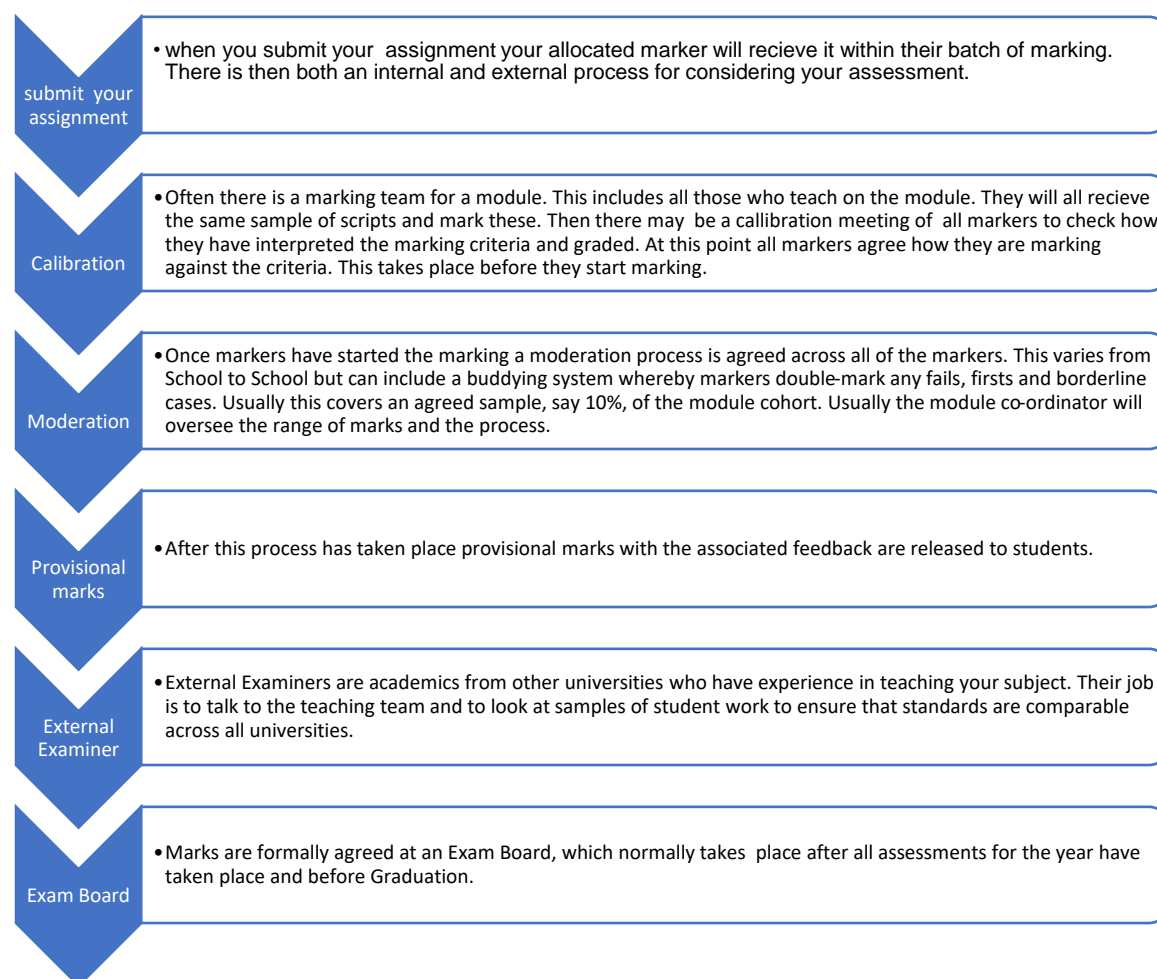 submit your
assignment
• when you submit your  assignment your allocated marker will recieve it within their batch of marking.
There is then both an internal and external process for considering your assessment.
Calibration
•Often there is a marking team for a module. This includes all those who teach on the module. They will all recieve
the same sample of scripts and mark these. Then there may  be a callibration meeting of  all markers to check how
they have interpreted the marking criteria and graded. At this point all markers agree how they are marking
against the criteria. This takes place before they start marking.
Moderation
•Once markers have started the marking a moderation process is agreed across all of the markers. This varies from
School to School but can include a buddying system whereby markers double-mark any fails, firsts and borderline
cases. Usually this covers an agreed sample, say 10%, of the module cohort. Usually the module co-ordinator will
oversee the range of marks and the process.
Provisional
marks
•After this process has taken place provisional marks with the associated feedback are released to students.
External
Examiner
•External Examiners are academics from other universities who have experience in teaching your subject. Their job
is to talk to the teaching team and to look at samples of student work to ensure that standards are comparable
across all universities.
Exam Board
•Marks are formally agreed at an Exam Board, which normally takes  place after all assessments for the year have
taken place and before Graduation.